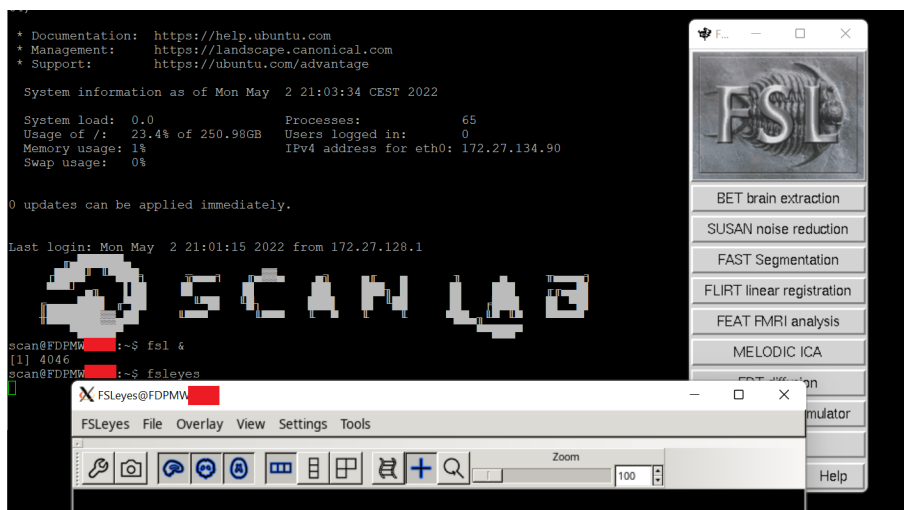 * Documentation:  https://help.ubuntu.com
* Management:     https://landscape.canonical.com
* Support:        https://ubuntu.com/advantage
System information as of Mon May  2 21:03:34 CEST 2022
System load:  0.0                Processes:             65
Usage of /:   23.4% of 250.98GB  Users logged in:       0
Memory usage: 1%                 IPv4 address for eth0: 172.27.134.90
Swap usage:   0%
0 updates can be applied immediately.
Last login: Mon May  2 21:01:15 2022 from 172.27.128.1
SCAN LAB
scan@FDPMW :~$ fsl &
[1] 4046
scan@FDPMW :~$ fsleyes
F...
FSL
BET brain extraction
SUSAN noise reduction
FAST Segmentation
FLIRT linear registration
FEAT FMRI analysis
MELODIC ICA
Help
FSLeyes@FDPMW
FSLeyes File Overlay View Settings Tools
Zoom
100